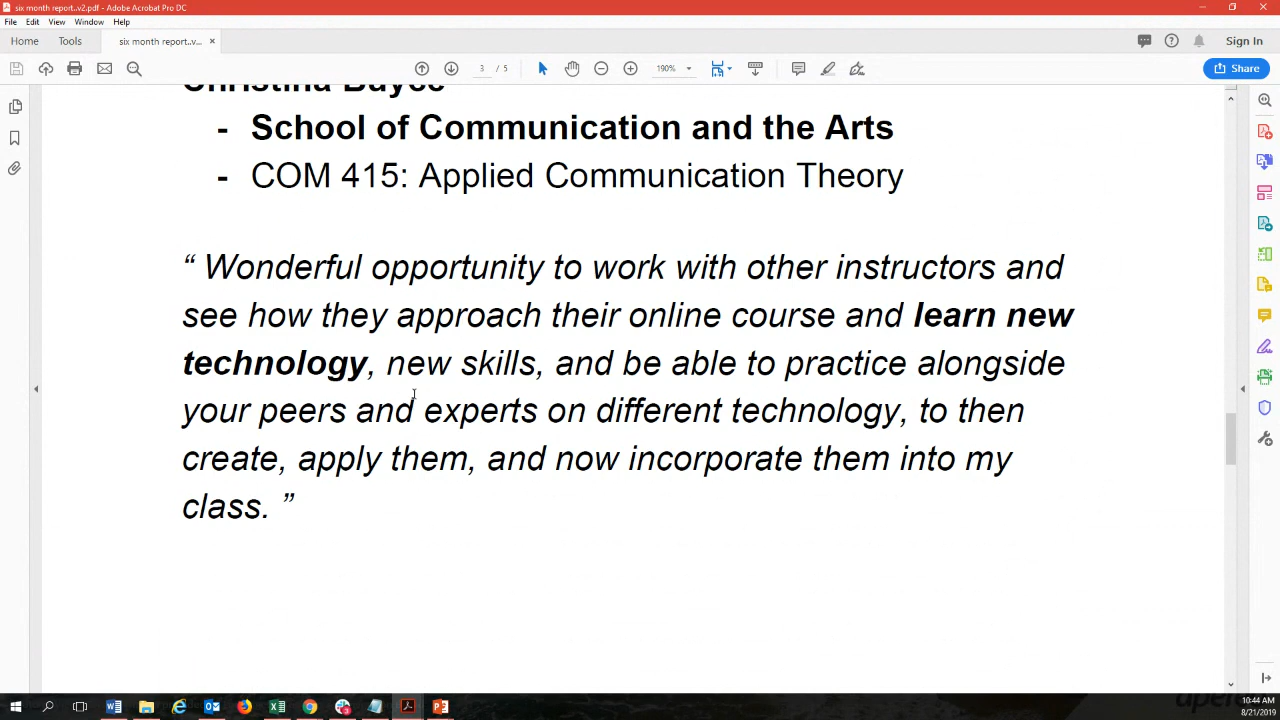 six month report..v2.pdf - Adobe Acrobat Pro DC
File Edit View Window Help
Home Tools six month report..v... × Sign In
3 / 5 190% Share
Christina
- School of Communication and the Arts
- COM 415: Applied Communication Theory
“ Wonderful opportunity to work with other instructors and
see how they approach their online course and learn new
technology, new skills, and be able to practice alongside
your peers and experts on different technology, to then
create, apply them, and now incorporate them into my
class. ”
10:44 AM
8/21/2019